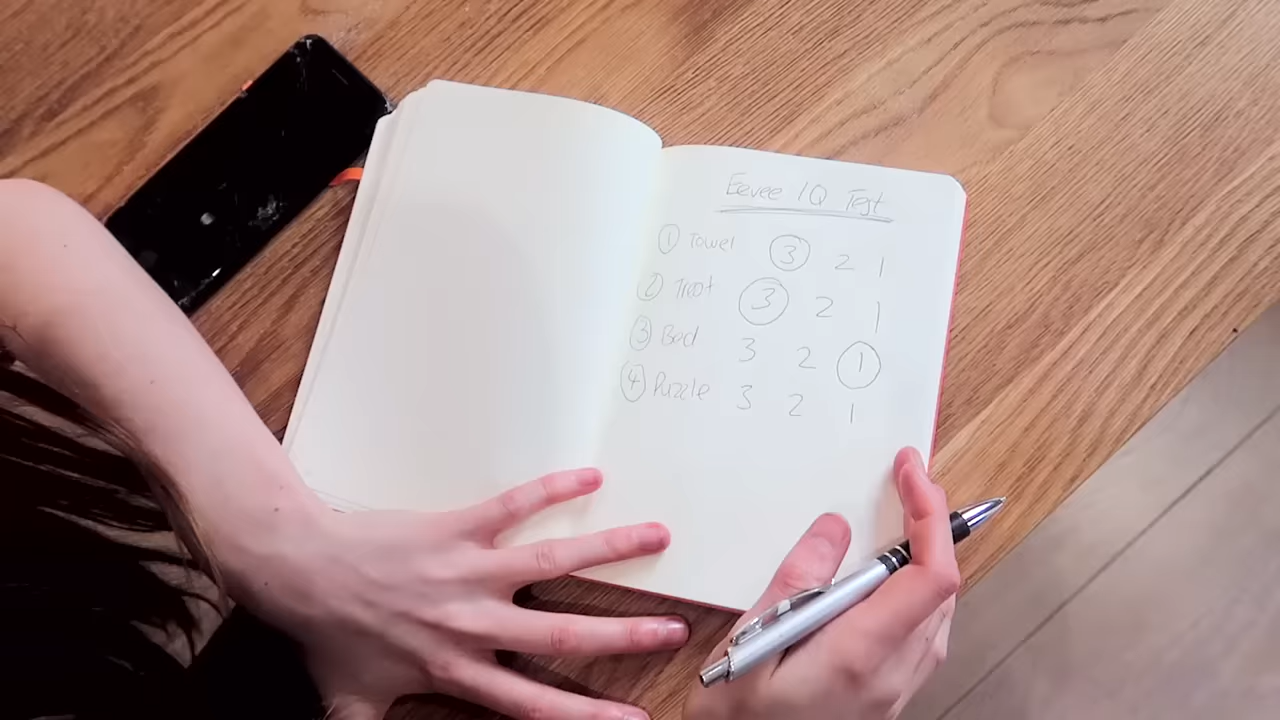 Eevee IQ Test
① Towel 3 2 1
② Treat 3 2 1
③ Bed 3 2 1
④ Puzzle 3 2 1